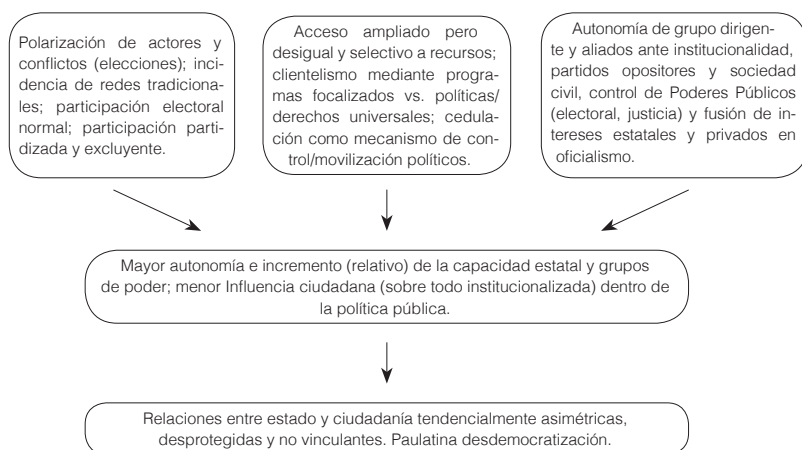 Polarización de actores y
conflictos (elecciones); inci-
dencia de redes tradiciona-
les; participación electoral
normal; participación parti-
dizada y excluyente.
Acceso ampliado pero
desigual y selectivo a recursos;
clientelismo mediante progra-
mas focalizados vs. políticas/
derechos universales; cedula-
ción como mecanismo de con-
trol/movilización políticos.
Autonomía de grupo dirigen-
te y aliados ante institucionalidad,
partidos opositores y sociedad
civil, control de Poderes Públicos
(electoral, justicia) y fusión de in-
tereses estatales y privados en
oficialismo.
Mayor autonomía e incremento (relativo) de la capacidad estatal y grupos
de poder; menor Influencia ciudadana (sobre todo institucionalizada) dentro de
la política pública.
Relaciones entre estado y ciudadanía tendencialmente asimétricas,
desprotegidas y no vinculantes. Paulatina desdemocratización.